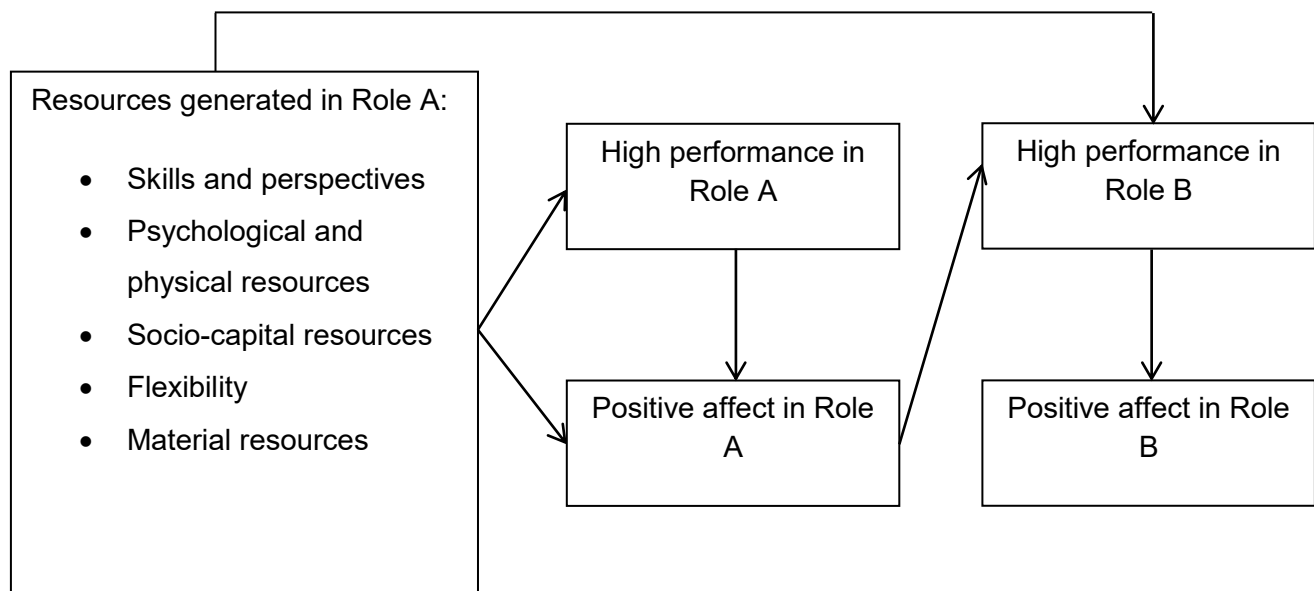 Resources generated in Role A:
• Skills and perspectives
• Psychological and
physical resources
• Socio-capital resources
• Flexibility
• Material resources
High performance in
Role A
Positive affect in Role
A
High performance in
Role B
Positive affect in Role
B